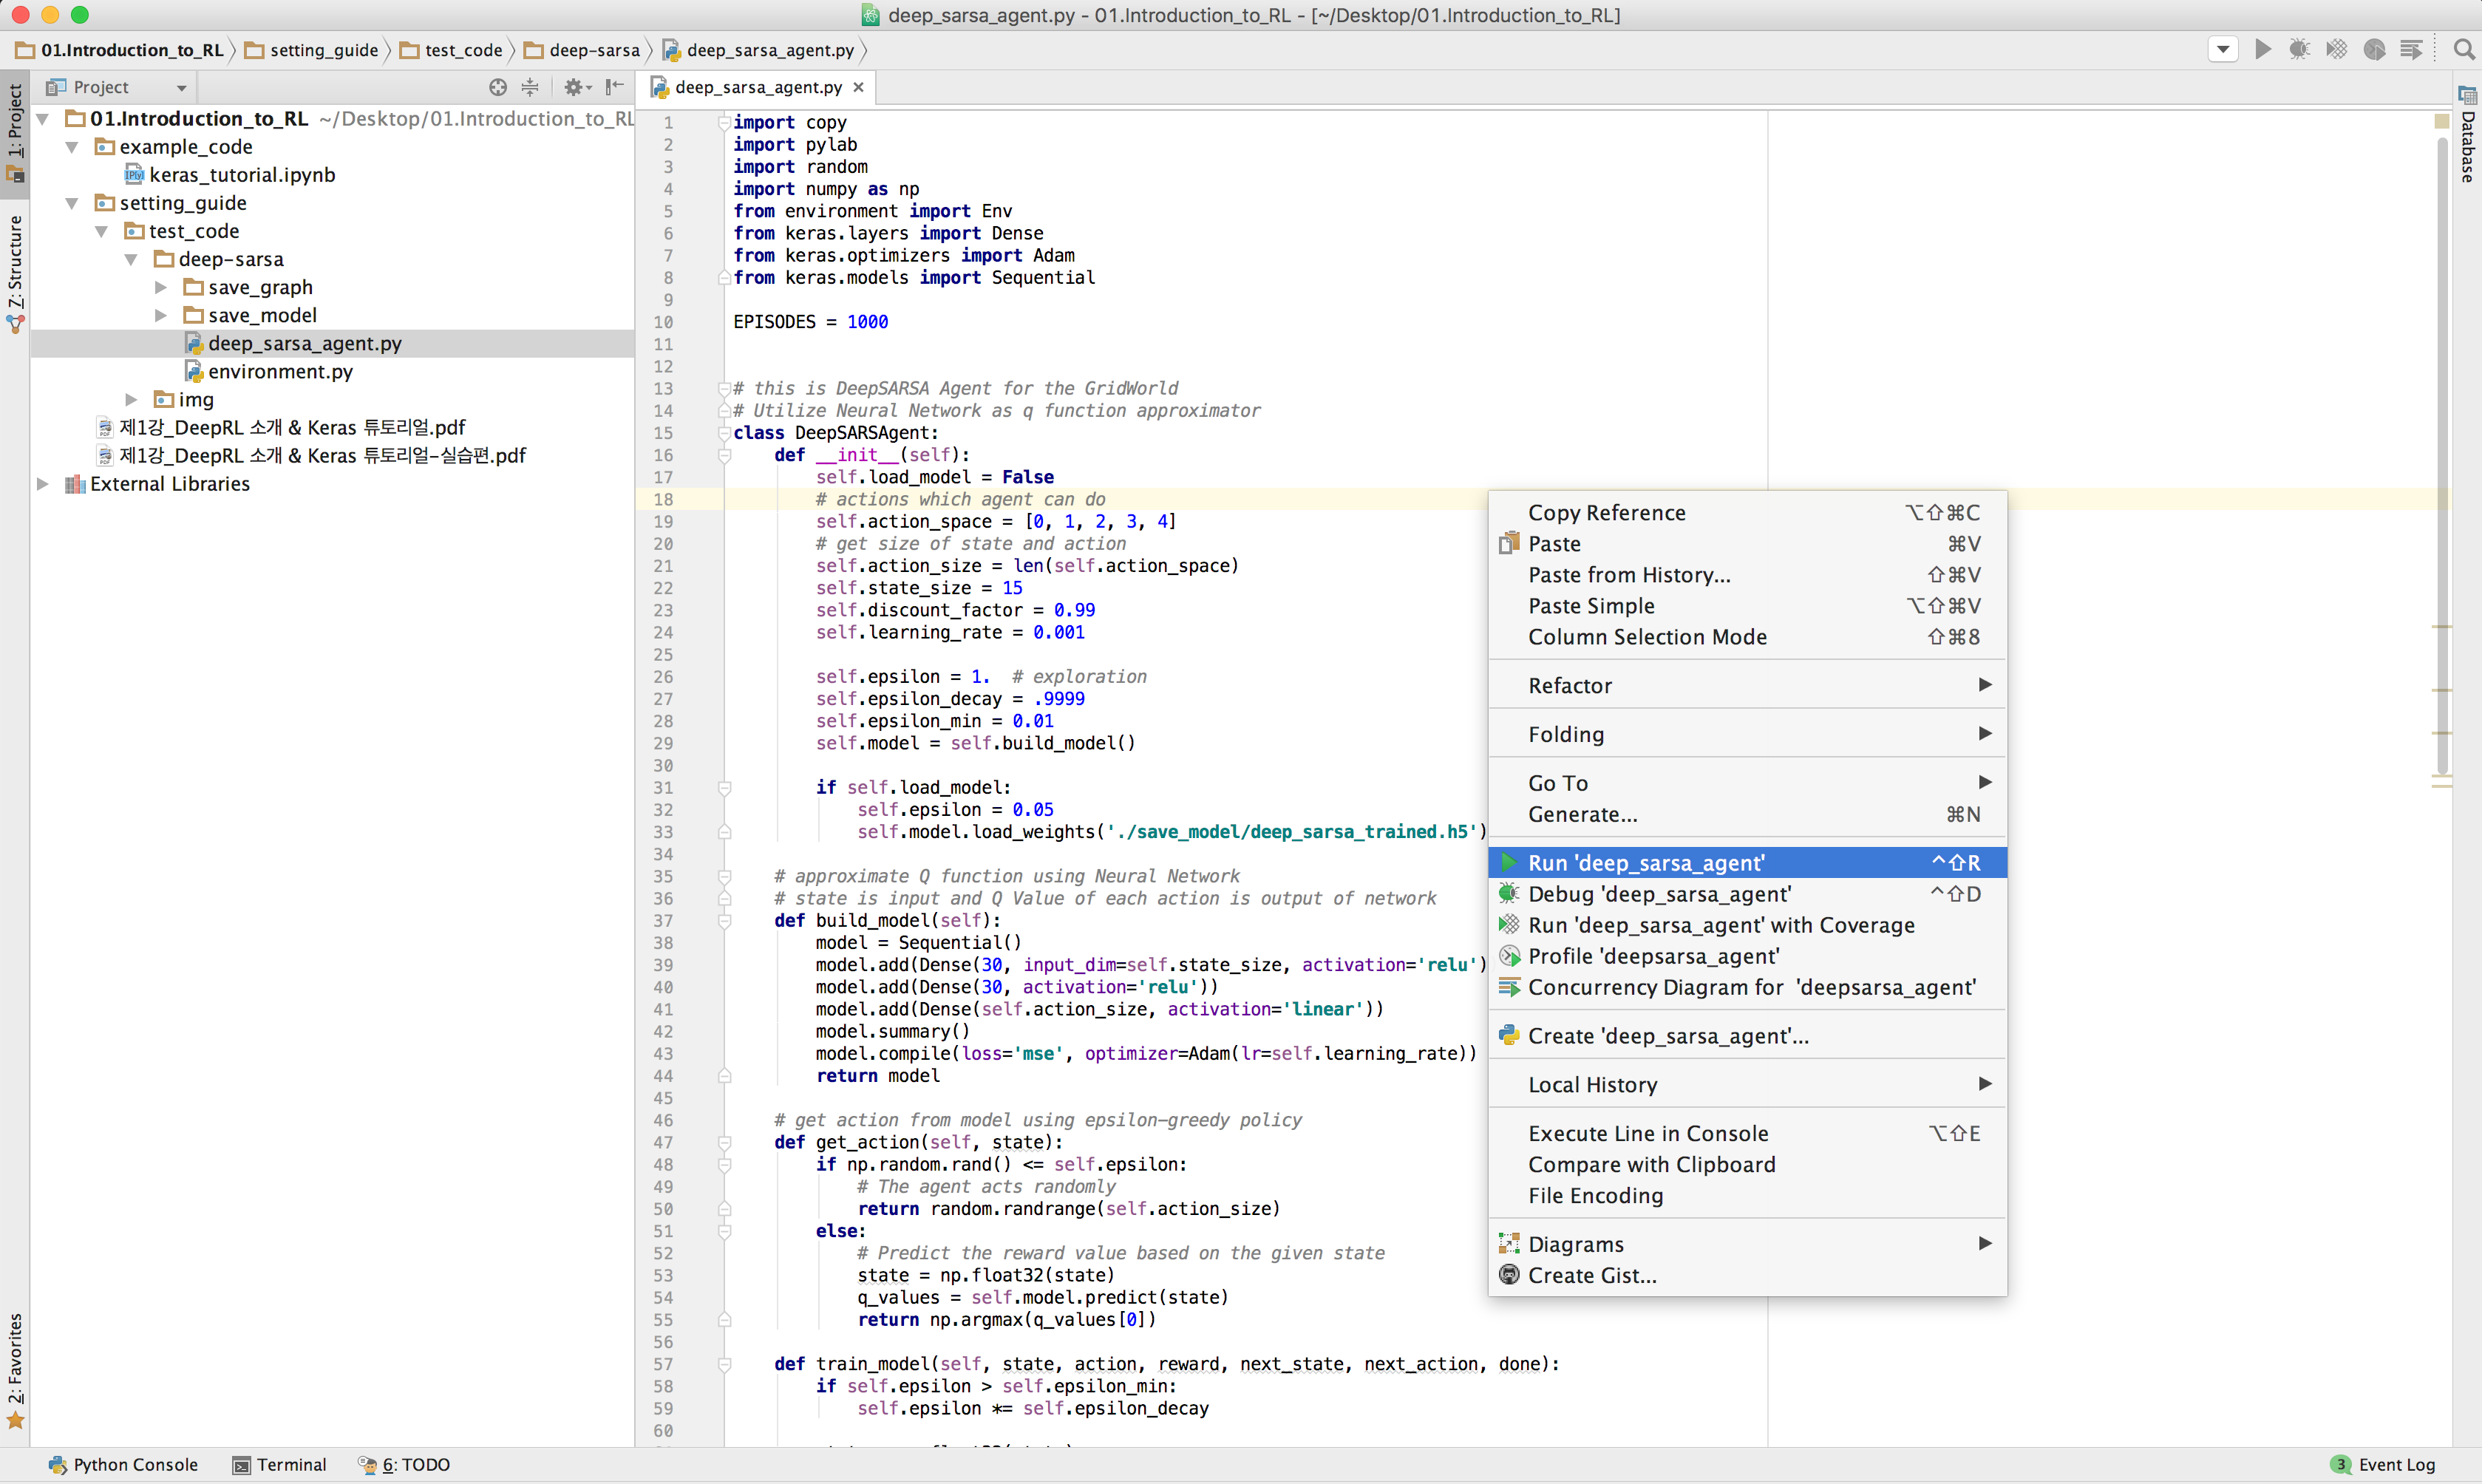 deep_sarsa_agent.py - 01.Introduction_to_RL - [~/Desktop/01.Introduction_to_RL]
01.Introduction_to_RL setting_guide test_code deep-sarsa deep_sarsa_agent.py
Project
deep_sarsa_agent.py
1: Project
Z: Structure
2: Favorites
Database
01.Introduction_to_RL ~/Desktop/01.Introduction_to_RL
example_code
keras_tutorial.ipynb
setting_guide
test_code
deep-sarsa
save_graph
save_model
deep_sarsa_agent.py
environment.py
img
제1강_DeepRL 소개 & Keras 튜토리얼.pdf
제1강_DeepRL 소개 & Keras 튜토리얼-실습편.pdf
External Libraries
1 import copy
2 import pylab
3 import random
4 import numpy as np
5 from environment import Env
6 from keras.layers import Dense
7 from keras.optimizers import Adam
8 from keras.models import Sequential
9
10 EPISODES = 1000
11
12
13 # this is DeepSARSA Agent for the GridWorld
14 # Utilize Neural Network as q function approximator
15 class DeepSARSAgent:
16 def __init__(self):
17 self.load_model = False
18 # actions which agent can do
19 self.action_space = [0, 1, 2, 3, 4]
20 # get size of state and action
21 self.action_size = len(self.action_space)
22 self.state_size = 15
23 self.discount_factor = 0.99
24 self.learning_rate = 0.001
25
26 self.epsilon = 1. # exploration
27 self.epsilon_decay = .9999
28 self.epsilon_min = 0.01
29 self.model = self.build_model()
30
31 if self.load_model:
32 self.epsilon = 0.05
33 self.model.load_weights('./save_model/deep_sarsa_trained.h5')
34
35 # approximate Q function using Neural Network
36 # state is input and Q Value of each action is output of network
37 def build_model(self):
38 model = Sequential()
39 model.add(Dense(30, input_dim=self.state_size, activation='relu')
40 model.add(Dense(30, activation='relu'))
41 model.add(Dense(self.action_size, activation='linear'))
42 model.summary()
43 model.compile(loss='mse', optimizer=Adam(lr=self.learning_rate))
44 return model
45
46 # get action from model using epsilon-greedy policy
47 def get_action(self, state):
48 if np.random.rand() <= self.epsilon:
49 # The agent acts randomly
50 return random.randrange(self.action_size)
51 else:
52 # Predict the reward value based on the given state
53 state = np.float32(state)
54 q_values = self.model.predict(state)
55 return np.argmax(q_values[0])
56
57 def train_model(self, state, action, reward, next_state, next_action, done):
58 if self.epsilon > self.epsilon_min:
59 self.epsilon *= self.epsilon_decay
60
Copy Reference ⌥⇧⌘C
Paste ⌘V
Paste from History... ⇧⌘V
Paste Simple ⌥⇧⌘V
Column Selection Mode ⇧⌘8
Refactor
Folding
Go To
Generate... ⌘N
Run 'deep_sarsa_agent' ^⇧R
Debug 'deep_sarsa_agent' ^⇧D
Run 'deep_sarsa_agent' with Coverage
Profile 'deepsarsa_agent'
Concurrency Diagram for 'deepsarsa_agent'
Create 'deep_sarsa_agent'...
Local History
Execute Line in Console ⌥⇧E
Compare with Clipboard
File Encoding
Diagrams
Create Gist...
Python Console Terminal 6: TODO 3 Event Log